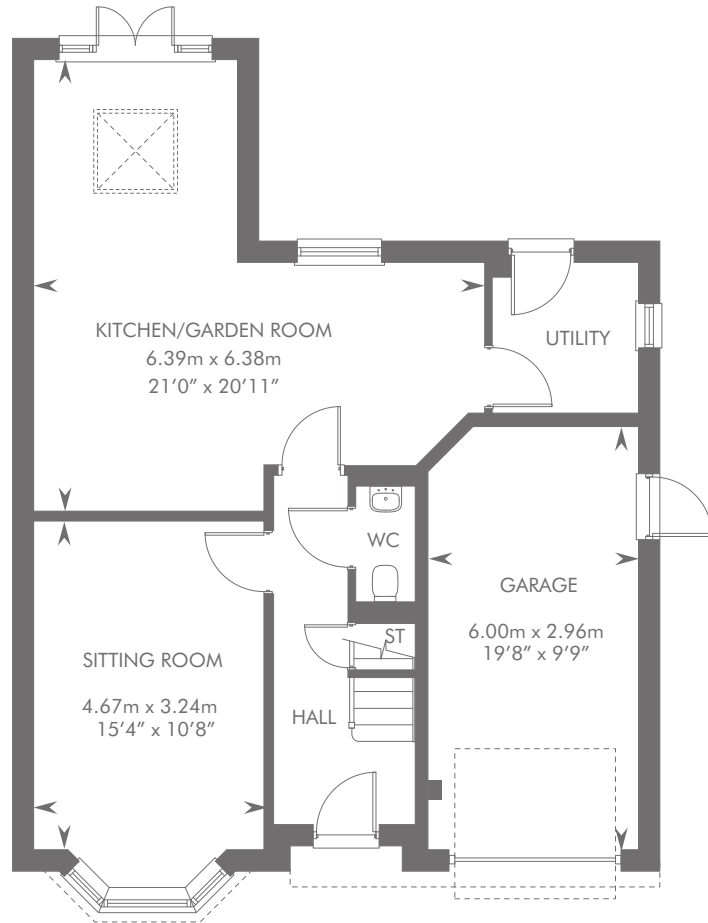 KITCHEN/GARDEN ROOM
6.39m x 6.38m
21’0” x 20’11”
UTILITY
WC
GARAGE
6.00m x 2.96m
19’8” x 9’9”
ST
SITTING ROOM
4.67m x 3.24m
15’4” x 10’8”
HALL